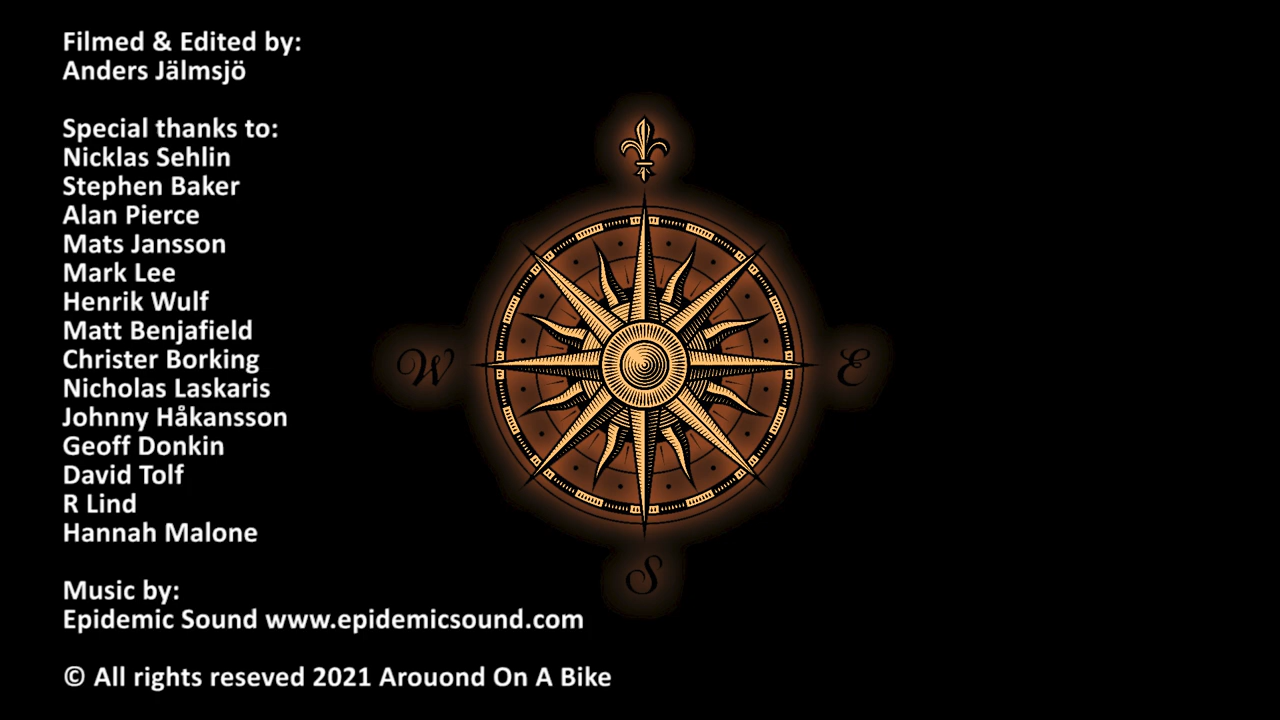 Filmed & Edited by:
Anders Jälmsjö
Special thanks to:
Nicklas Sehlin
Stephen Baker
Alan Pierce
Mats Jansson
Mark Lee
Henrik Wulf
Matt Benjafield
Christer Borking
Nicholas Laskaris
Johnny Håkansson
Geoff Donkin
David Tolf
R Lind
Hannah Malone
Music by:
Epidemic Sound www.epidemicsound.com
© All rights reseved 2021 Arouond On A Bike
W
E
S